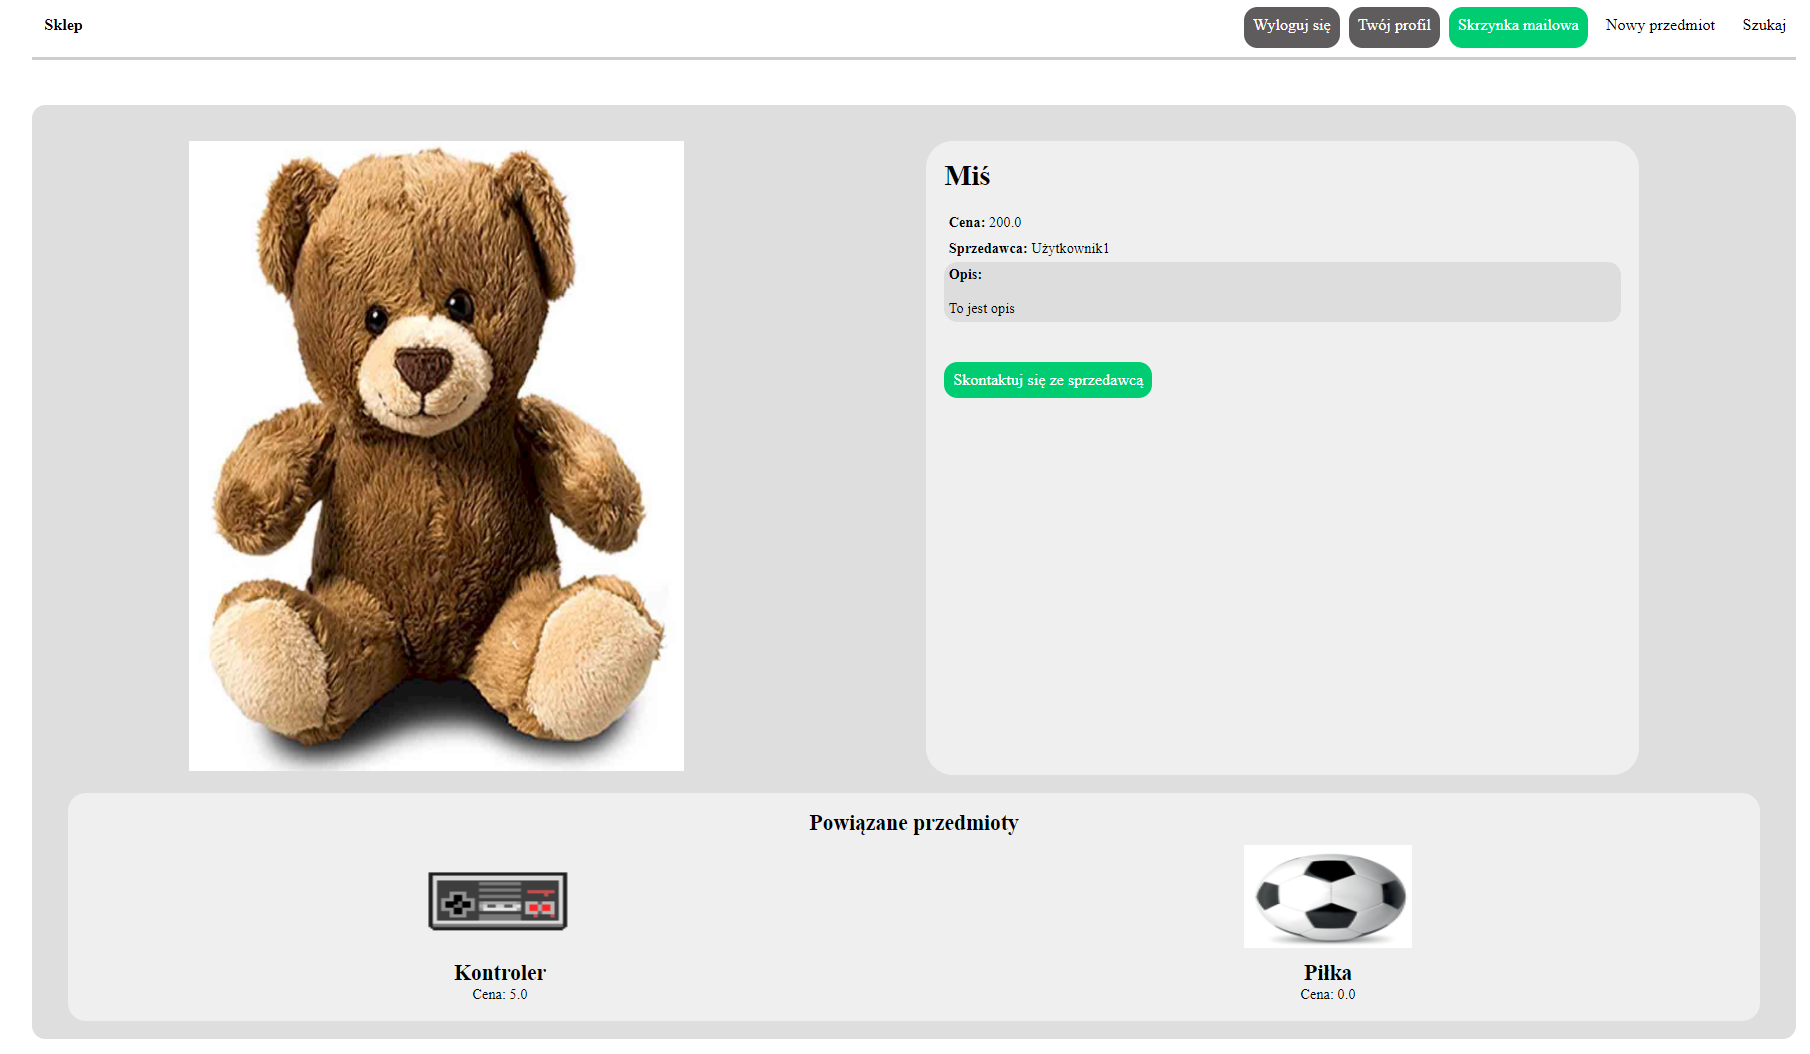 Sklep
Wyloguj się
Twój profil
Skrzynka mailowa
Nowy przedmiot
Szukaj
Miś
Cena: 200.0
Sprzedawca: Użytkownik1
Opis:
To jest opis
Skontaktuj się ze sprzedawcą
Powiązane przedmioty
Kontroler
Cena: 5.0
Piłka
Cena: 0.0